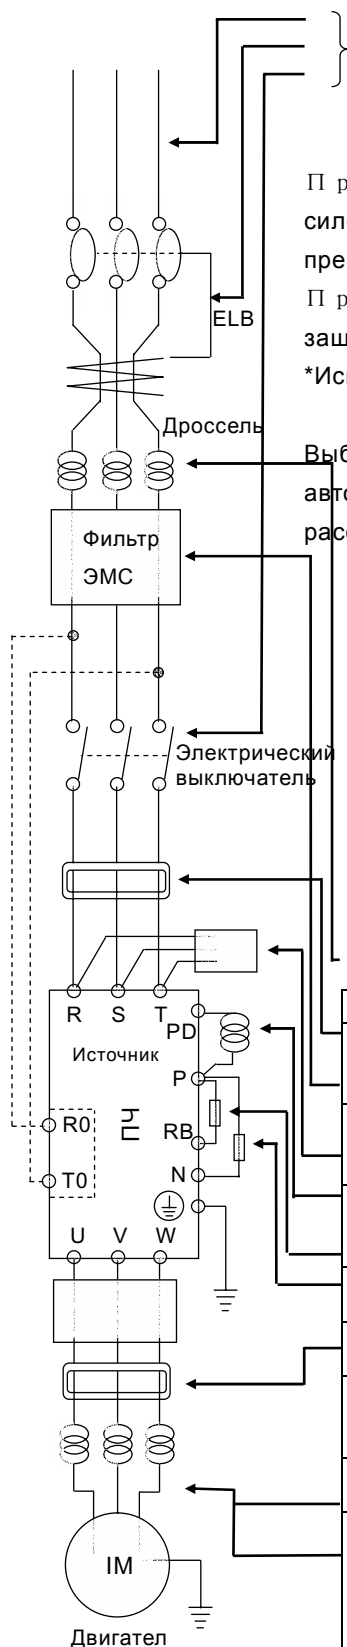 П р
сил
пре
П р
ELB
защ
*Исп
Дроссель
Выб
авто
расс
Фильтр
ЭМС
Электрический
выключатель
R S T
PD
Источник
P
ПЧ
R0
RB
N
T0
U V W
IM
Двигател